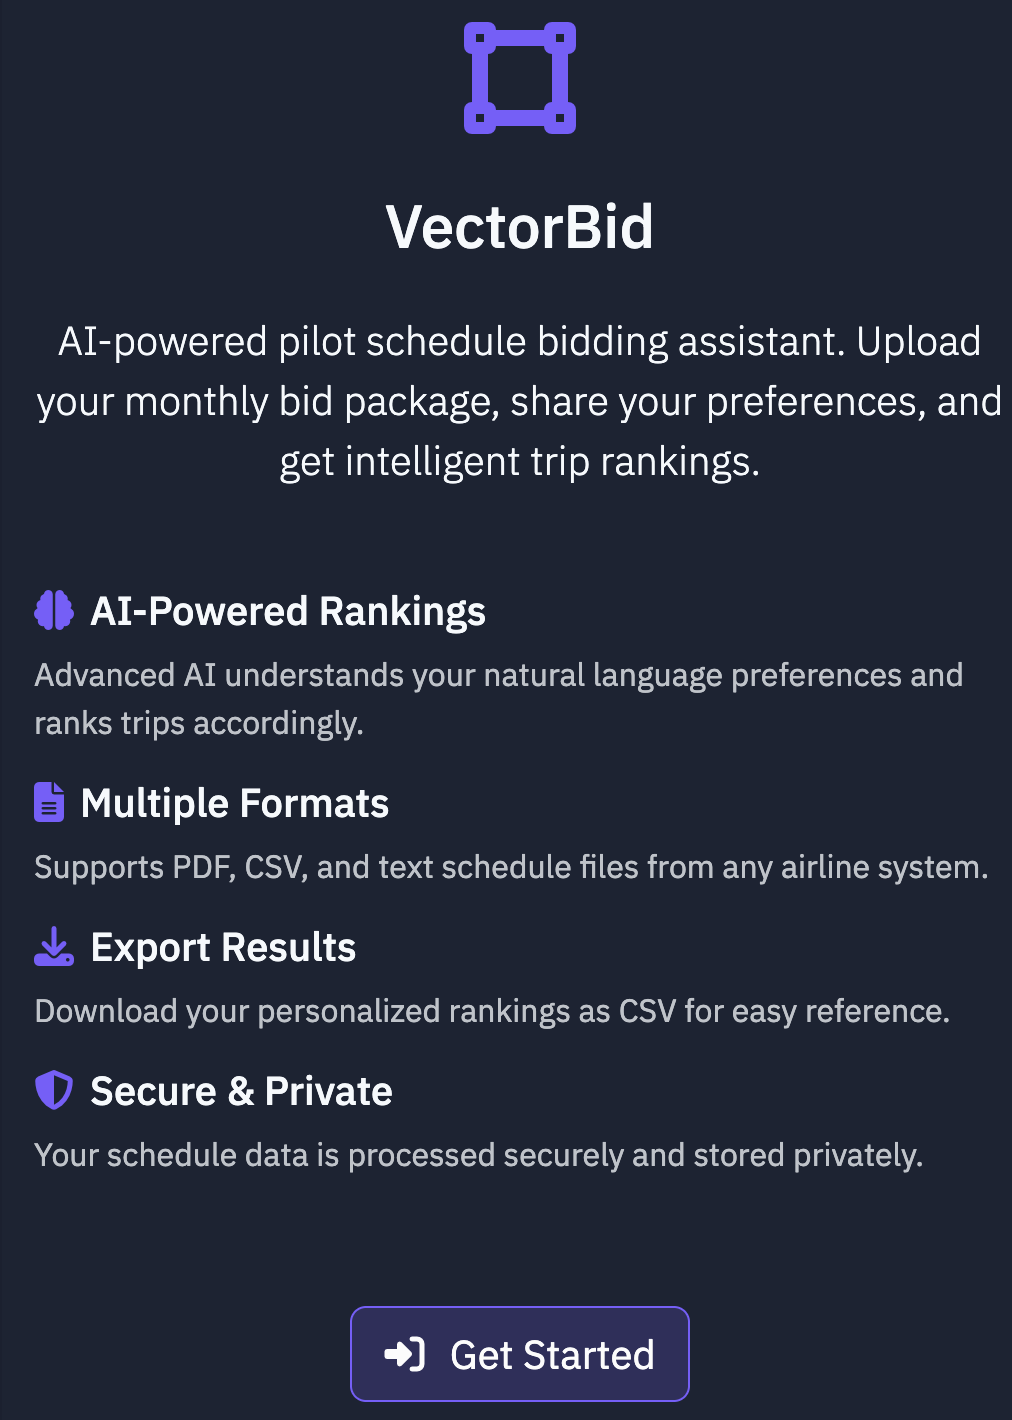 VectorBid
AI-powered pilot schedule bidding assistant. Upload
your monthly bid package, share your preferences, and
get intelligent trip rankings.
AI-Powered Rankings
Advanced AI understands your natural language preferences and
ranks trips accordingly.
Multiple Formats
Supports PDF, CSV, and text schedule files from any airline system.
Export Results
Download your personalized rankings as CSV for easy reference.
Secure & Private
Your schedule data is processed securely and stored privately.
Get Started